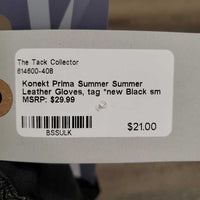 The Tack Collector
614600-408
Konekt Prima Summer Summer
Leather Gloves, tag *new Black sm
MSRP: $29.99
BSSULK
$21.00